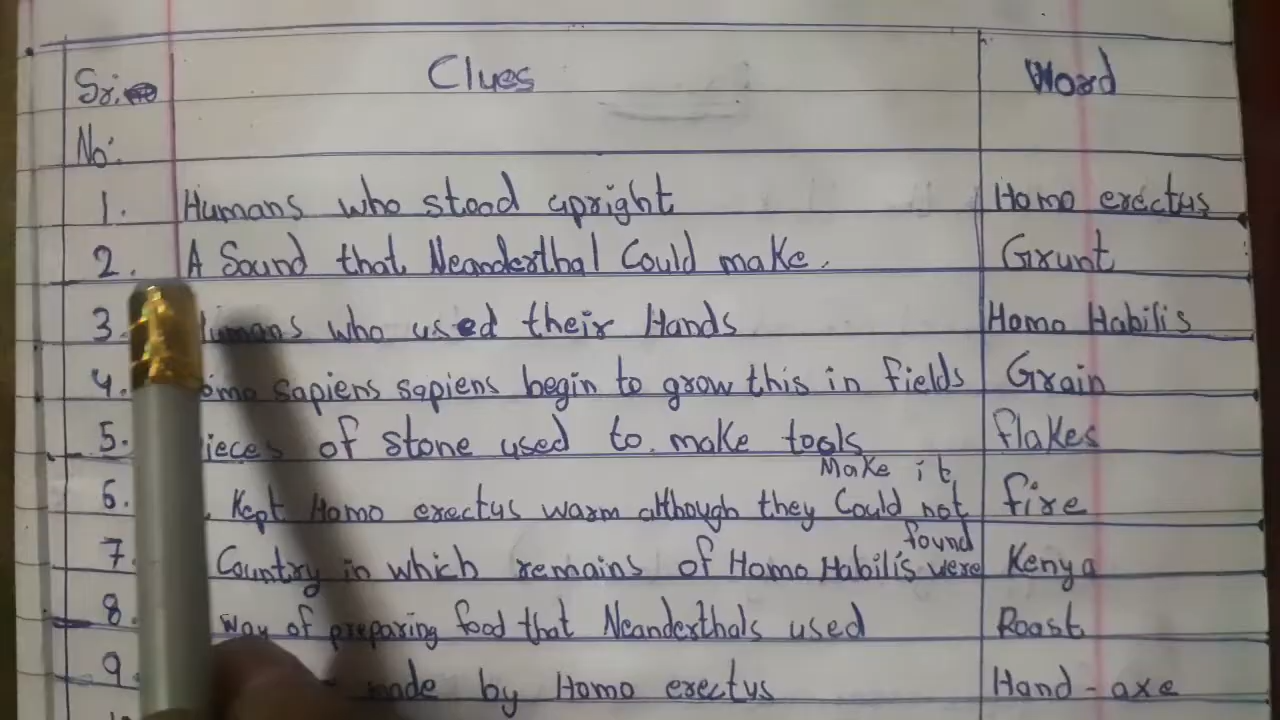 Sr. Clues Word
No:
1. Humans who stood upright Homo erectus
2. A Sound that Neanderthal Could make. Grunt
3. Humans who used their Hands Homo Habilis
4. sapiens sapiens begin to grow this in fields Grain
5. of stone used to make tools flakes
Make it
6. Kept Homo erectus warm although they Could not fire
found
7. Country in which remains of Homo Habilis were Kenya
8. way of preparing food that Neanderthals used Roast
9. made by Homo erectus Hand-axe